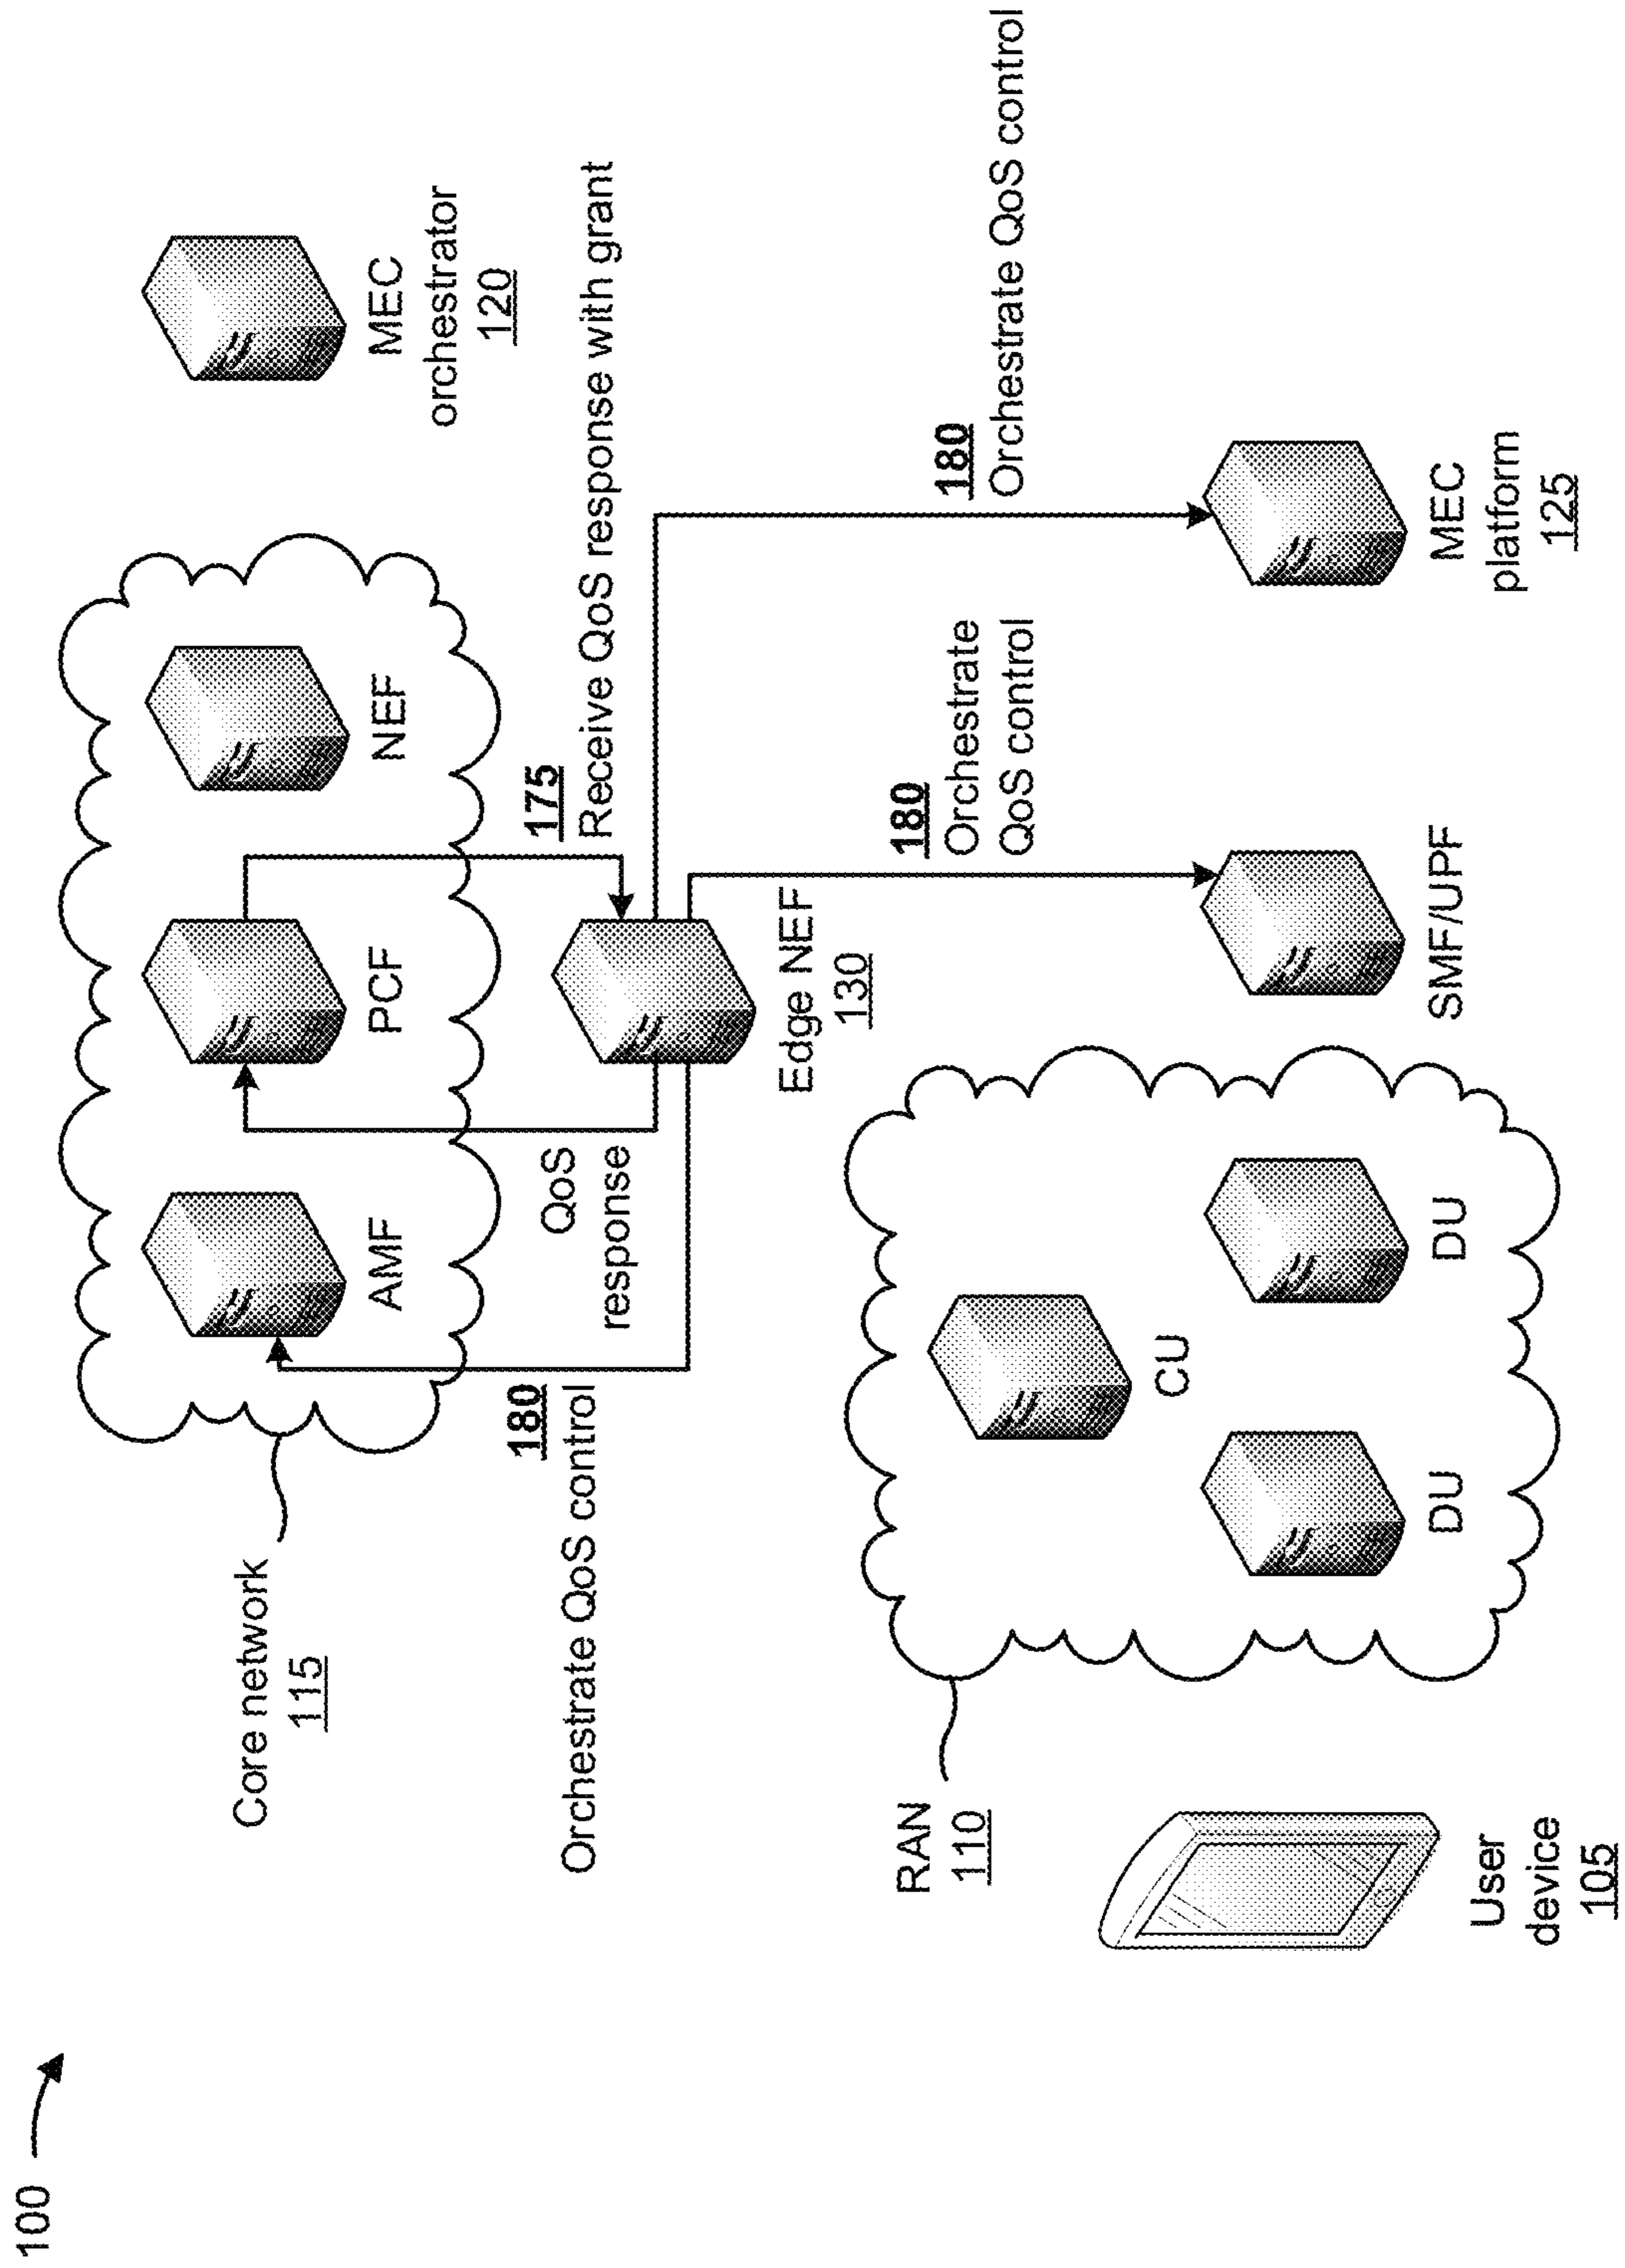 100
Core network
115
AMF
PCF
NEF
MEC
orchestrator
120
180
Orchestrate QoS control
QoS
response
175
Receive QoS response with grant
Edge NEF
130
180
Orchestrate
QoS control
180
Orchestrate QoS control
RAN
110
CU
DU
DU
SMF/UPF
MEC
platform
125
User
device
105